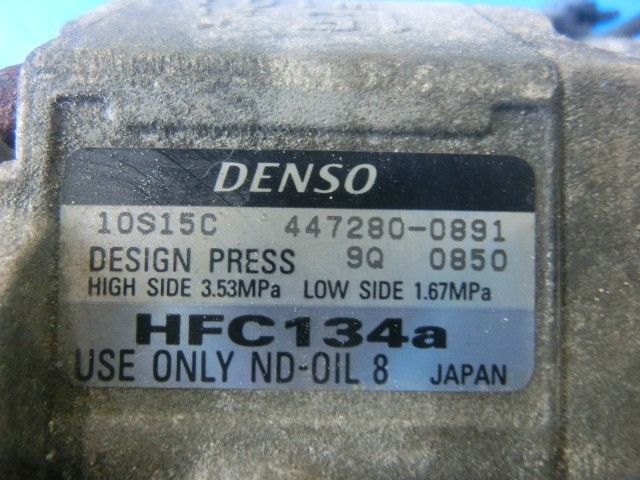 DENSO
10S15C 447280-0891
DESIGN PRESS 9Q 0850
HIGH SIDE 3.53MPa LOW SIDE 1.67MPa
HFC134a
USE ONLY ND-OIL 8 JAPAN